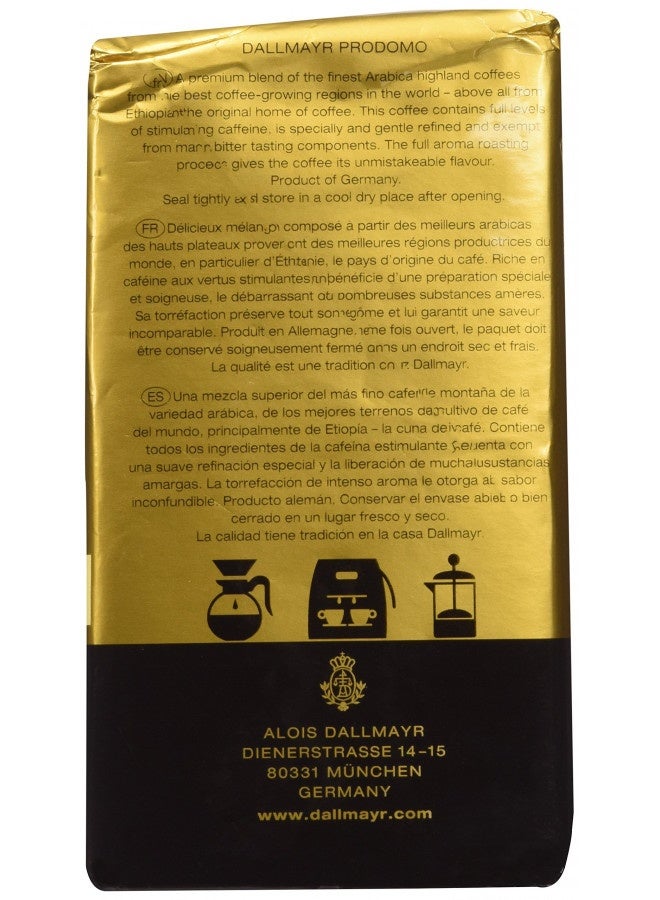 DALLMAYR PRODOMO
A premium blend of the finest Arabica highland coffees
from the best coffee-growing regions in the world – above all from
Ethiopia the original home of coffee. This coffee contains full levels
of stimulating caffeine, is specially and gentle refined and exempt
from many bitter tasting components. The full aroma roasting
process gives the coffee its unmistakeable flavour.
Product of Germany.
Seal tightly store in a cool dry place after opening.
FR Délicieux mélange composé à partir des meilleurs arabicas
des hauts plateaux provenant des meilleures régions productrices du
monde, en particulier d'Éthiopie, le pays d'origine du café. Riche en
caféine aux vertus stimulantes bénéficie d'une préparation spéciale
et soigneuse, le débarrassant de nombreuses substances amères.
Sa torréfaction préserve tout son arôme et lui garantit une saveur
incomparable. Produit en Allemagne. fois ouvert, le paquet doit
être conservé soigneusement fermé dans un endroit sec et frais.
La qualité est une tradition Dallmayr.
ES Una mezcla superior del más fino café de montaña de la
variedad arábica, de los mejores terrenos de cultivo de café
del mundo, principalmente de Etiopía – la cuna del café. Contiene
todos los ingredientes de la cafeína estimulante cuenta con
una suave refinación especial y la liberación de muchas sustancias
amargas. La torrefacción de intenso aroma le otorga sabor
inconfundible. Producto alemán. Conservar el envase abierto bien
cerrado en un lugar fresco y seco.
La calidad tiene tradición en la casa Dallmayr.
ALOIS DALLMAYR
DIENERSTRASSE 14–15
80331 MÜNCHEN
GERMANY
www.dallmayr.com